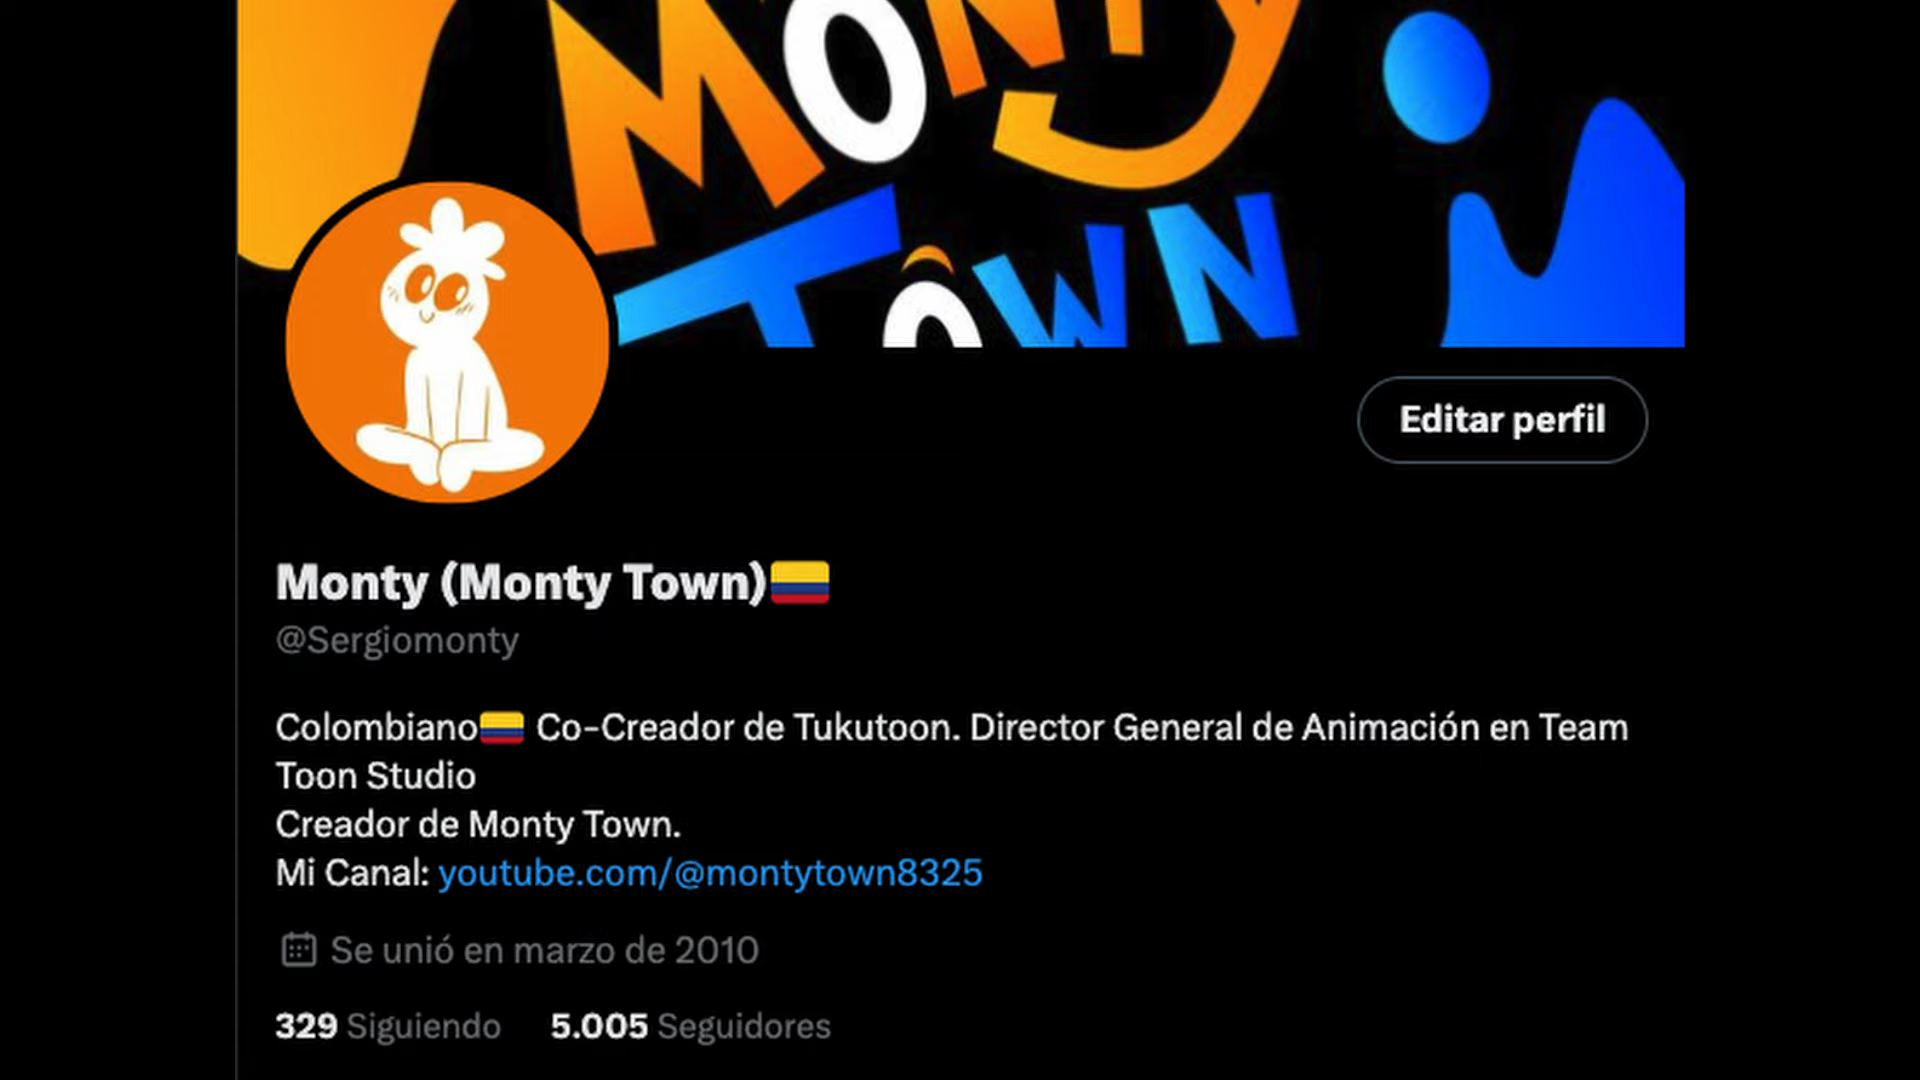 MONTY
TOWN
Editar perfil
Monty (Monty Town)🇨🇴
@Sergiomonty
Colombiano🇨🇴 Co-Creador de Tukutoon. Director General de Animación en Team
Toon Studio
Creador de Monty Town.
Mi Canal: youtube.com/@montytown8325
Se unió en marzo de 2010
329 Siguiendo 5.005 Seguidores